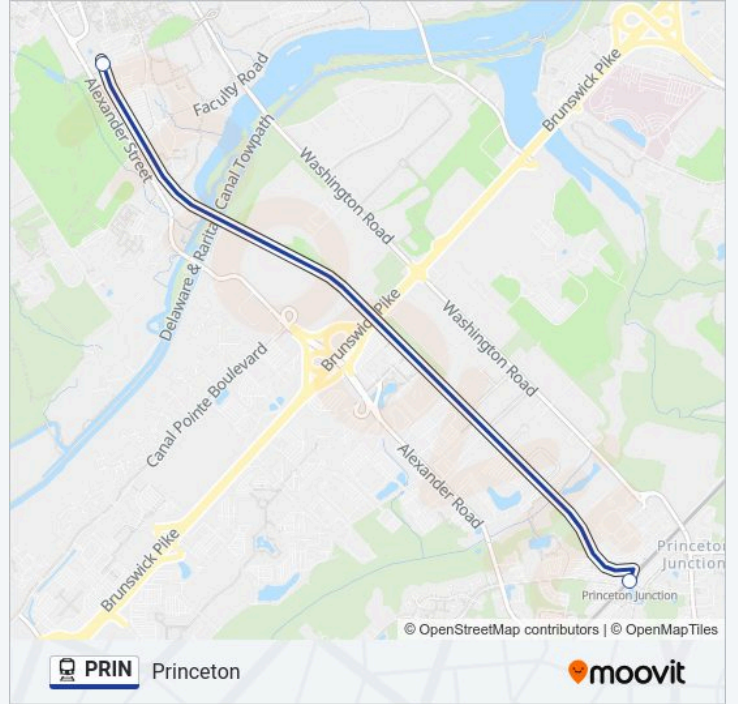 Faculty Road
Alexander Street
Brunswick Pike
Washington Road
Delaware & Raritan Canal Towpath
Brunswick Pike
Washington Road
Canal Pointe Boulevard
Alexander Road
Brunswick Pike
Princeton
Junction
Princeton Junction
© OpenStreetMap contributors | © OpenMapTiles
PRIN Princeton
moovit